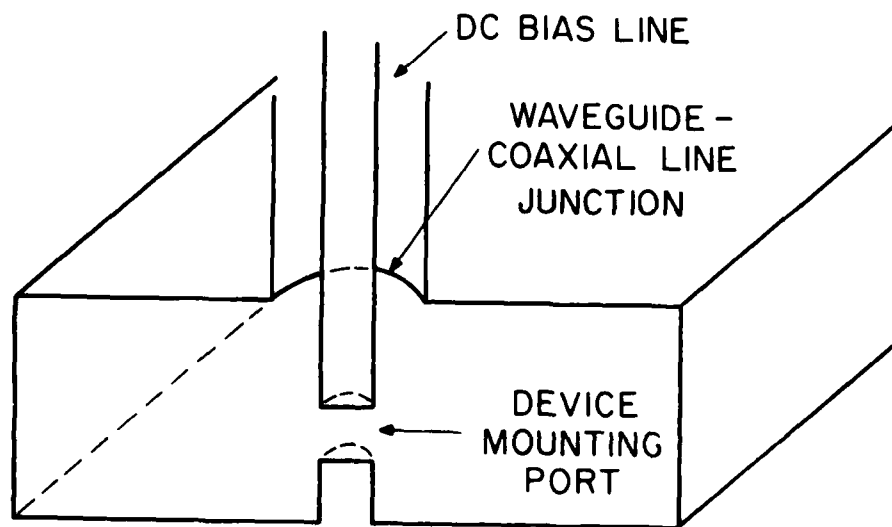 DC BIAS LINE
WAVEGUIDE -
COAXIAL LINE
JUNCTION
DEVICE
MOUNTING
PORT